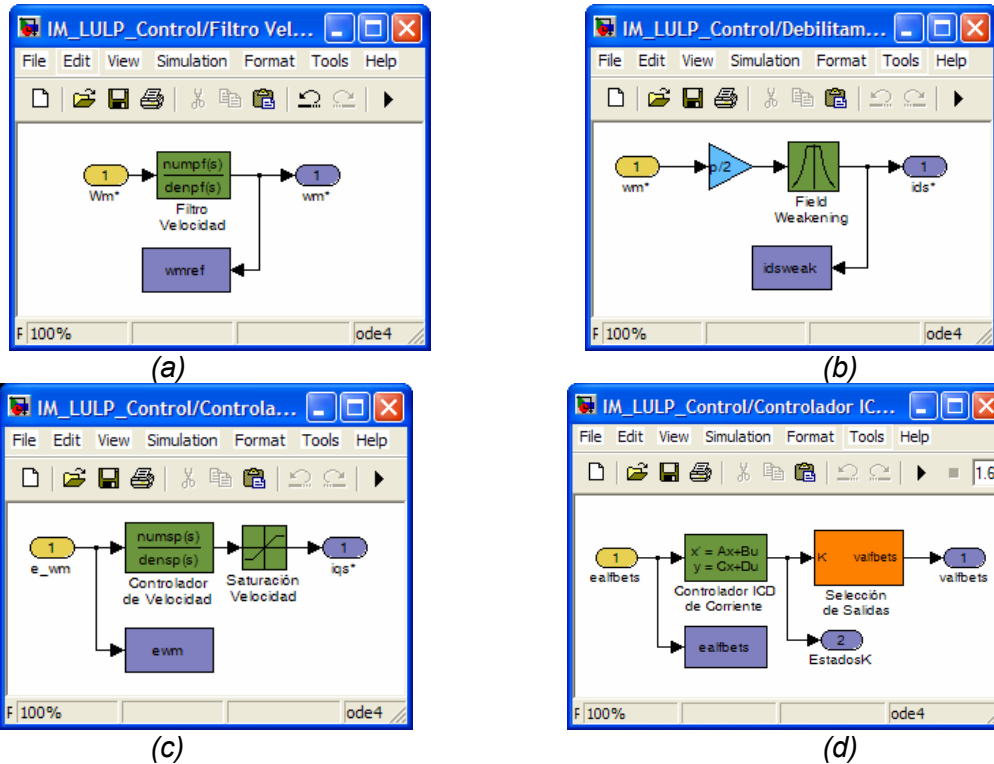 IM_LULP_Control/Filtro Vel...
File Edit View Simulation Format Tools Help
1
Wm*
numpf(s)
denpf(s)
Filtro
Velocidad
1
wm*
wmref
F 100%
ode4
(a)
IM_LULP_Control/Debilitam...
File Edit View Simulation Format Tools Help
1
wm*
p/2
Field
Weakening
1
ids*
idsweak
F 100%
ode4
(b)
IM_LULP_Control/Controla...
File Edit View Simulation Format Tools Help
1
e_wm
numsp(s)
densp(s)
Controlador
de Velocidad
Saturación
Velocidad
1
iqs*
ewm
F 100%
ode4
(c)
IM_LULP_Control/Controlador IC...
File Edit View Simulation Format Tools Help
1.6
1
ealfbets
x' = Ax+Bu
y = Cx+Du
Controlador ICD
de Corriente
K valfbets
Selección
de Salidas
1
valfbets
2
EstadosK
ealfbets
F 100%
ode4
(d)